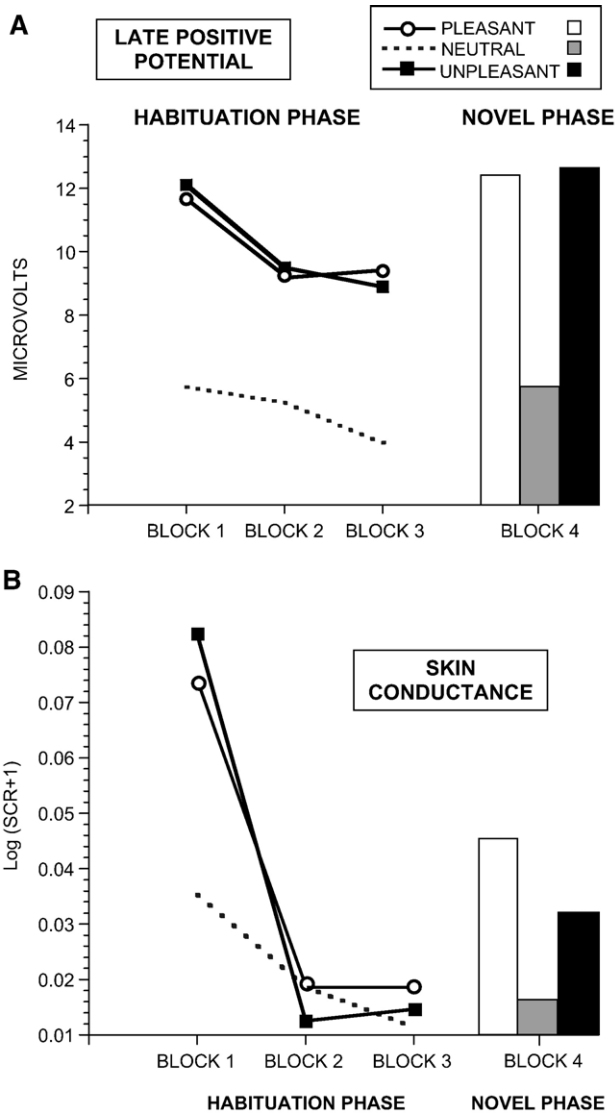 A
LATE POSITIVE
POTENTIAL
PLEASANT
NEUTRAL
UNPLEASANT
HABITUATION PHASE
NOVEL PHASE
MICROVOLTS
14
12
10
8
6
4
2
BLOCK 1
BLOCK 2
BLOCK 3
BLOCK 4
B
SKIN
CONDUCTANCE
Log (SCR+1)
0.09
0.08
0.07
0.06
0.05
0.04
0.03
0.02
0.01
BLOCK 1
BLOCK 2
BLOCK 3
BLOCK 4
HABITUATION PHASE
NOVEL PHASE